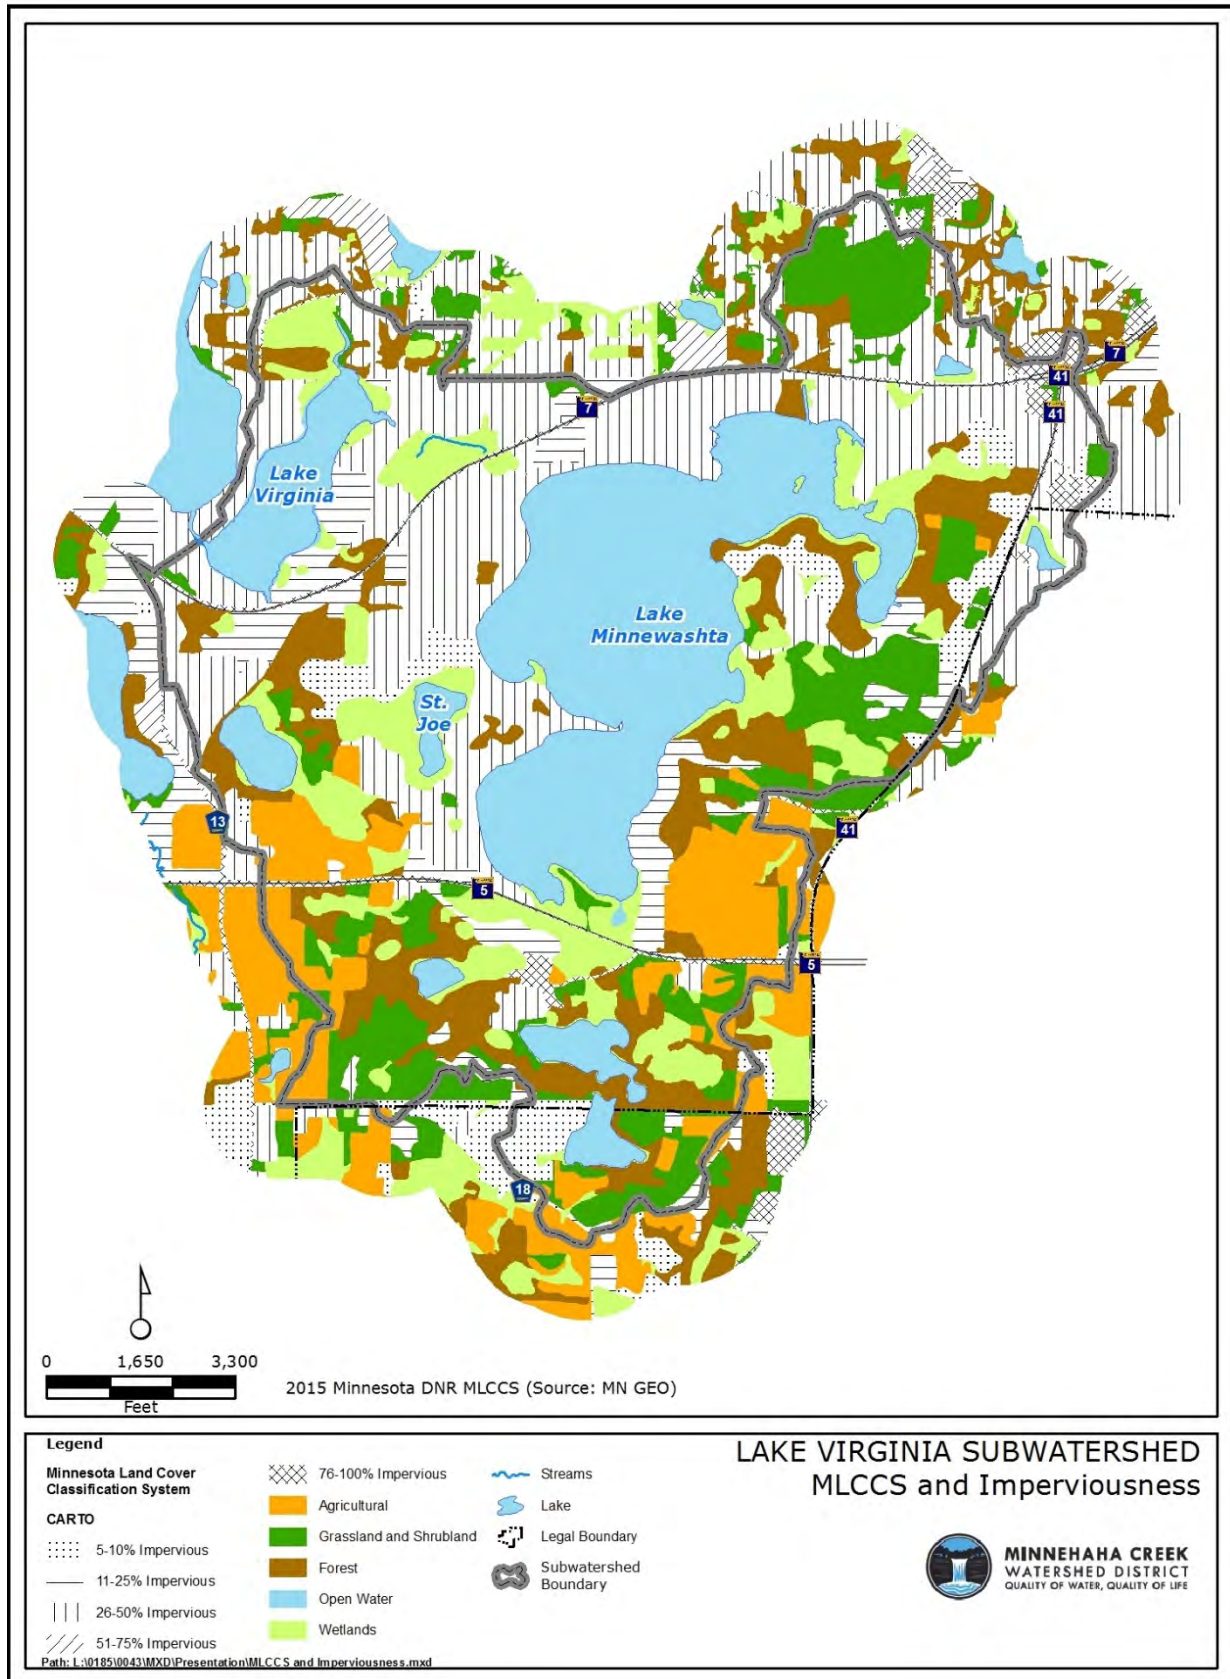 7
41
41
7
Lake
Virginia
Lake
Minnewashta
St.
Joe
13
41
5
5
18
0
1,650
3,300
Feet
2015 Minnesota DNR MLCCS (Source: MN GEO)
Legend
Minnesota Land Cover
Classification System
CARTO
5-10% Impervious
11-25% Impervious
26-50% Impervious
51-75% Impervious
76-100% Impervious
Agricultural
Grassland and Shrubland
Forest
Open Water
Wetlands
Streams
Lake
Legal Boundary
Subwatershed
Boundary
LAKE VIRGINIA SUBWATERSHED
MLCCS and Imperviousness
MINNEHAHA CREEK
WATERSHED DISTRICT
QUALITY OF WATER, QUALITY OF LIFE
Path: L:\0185\0043\MXD\Presentation\MLCCS and Imperviousness.mxd